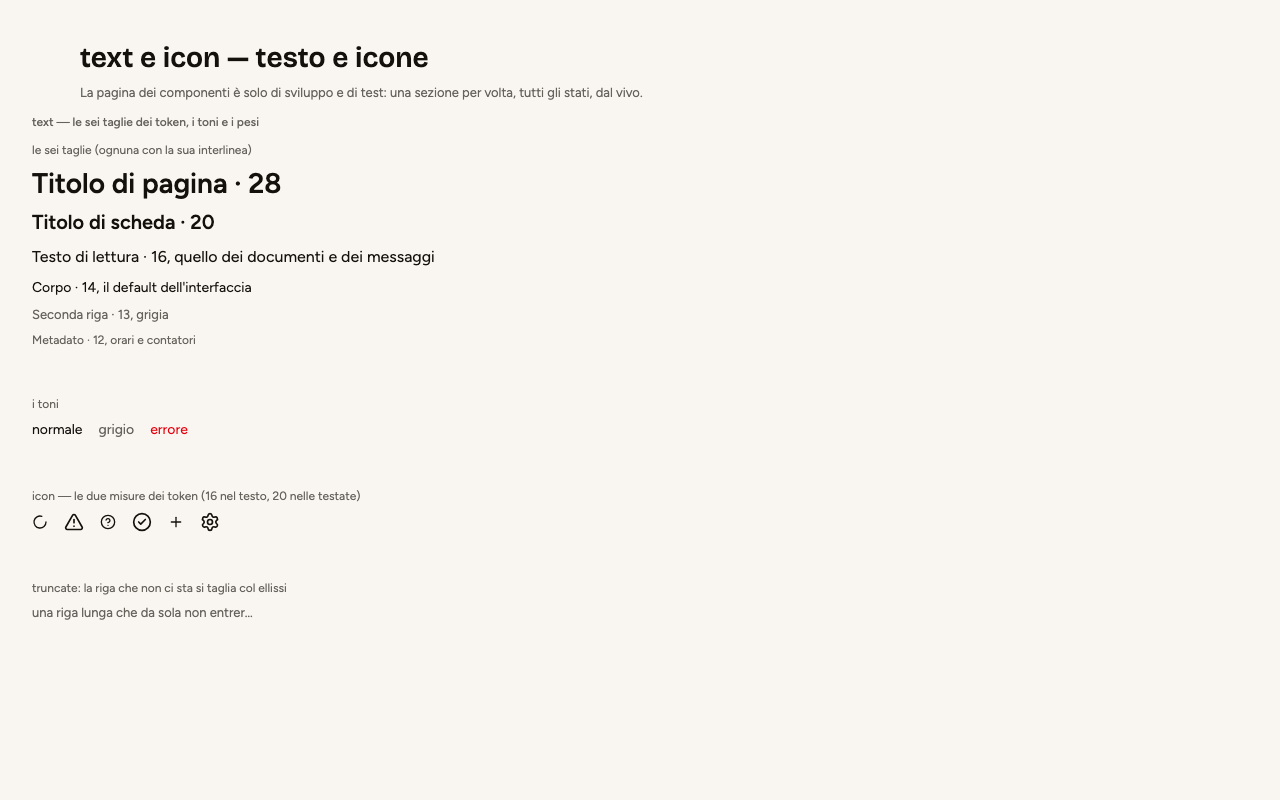 text e icon — testo e icone
La pagina dei componenti è solo di sviluppo e di test: una sezione per volta, tutti gli stati, dal vivo.
text — le sei taglie dei token, i toni e i pesi
le sei taglie (ognuna con la sua interlinea)
Titolo di pagina · 28
Titolo di scheda · 20
Testo di lettura · 16, quello dei documenti e dei messaggi
Corpo · 14, il default dell'interfaccia
Seconda riga · 13, grigia
Metadato · 12, orari e contatori
i toni
normale grigio errore
icon — le due misure dei token (16 nel testo, 20 nelle testate)
truncate: la riga che non ci sta si taglia col ellissi
una riga lunga che da sola non entrer…